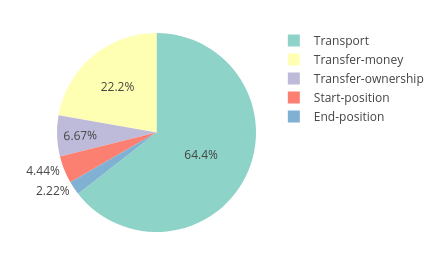 Transport
Transfer-money
Transfer-ownership
Start-position
End-position
22.2%
6.67%
64.4%
4.44%
2.22%